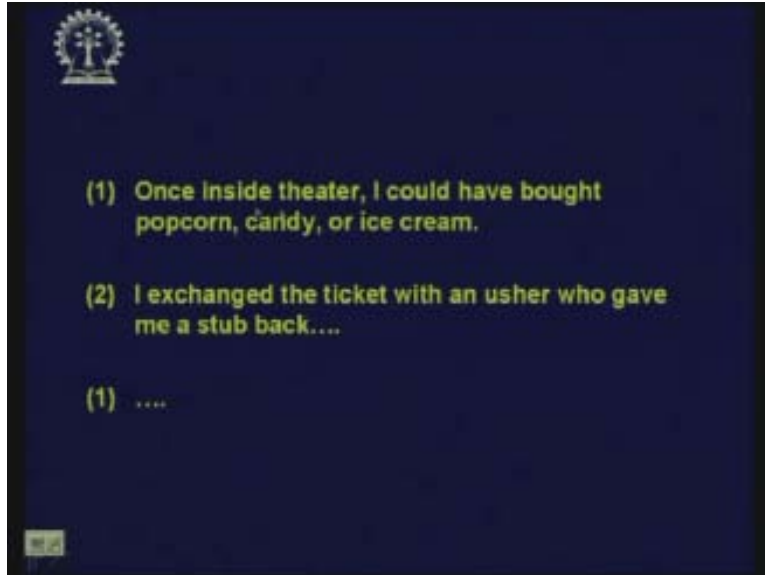 (1) Once inside theater, I could have bought
popcorn, candy, or ice cream.
(2) I exchanged the ticket with an usher who gave
me a stub back....
(1) ....